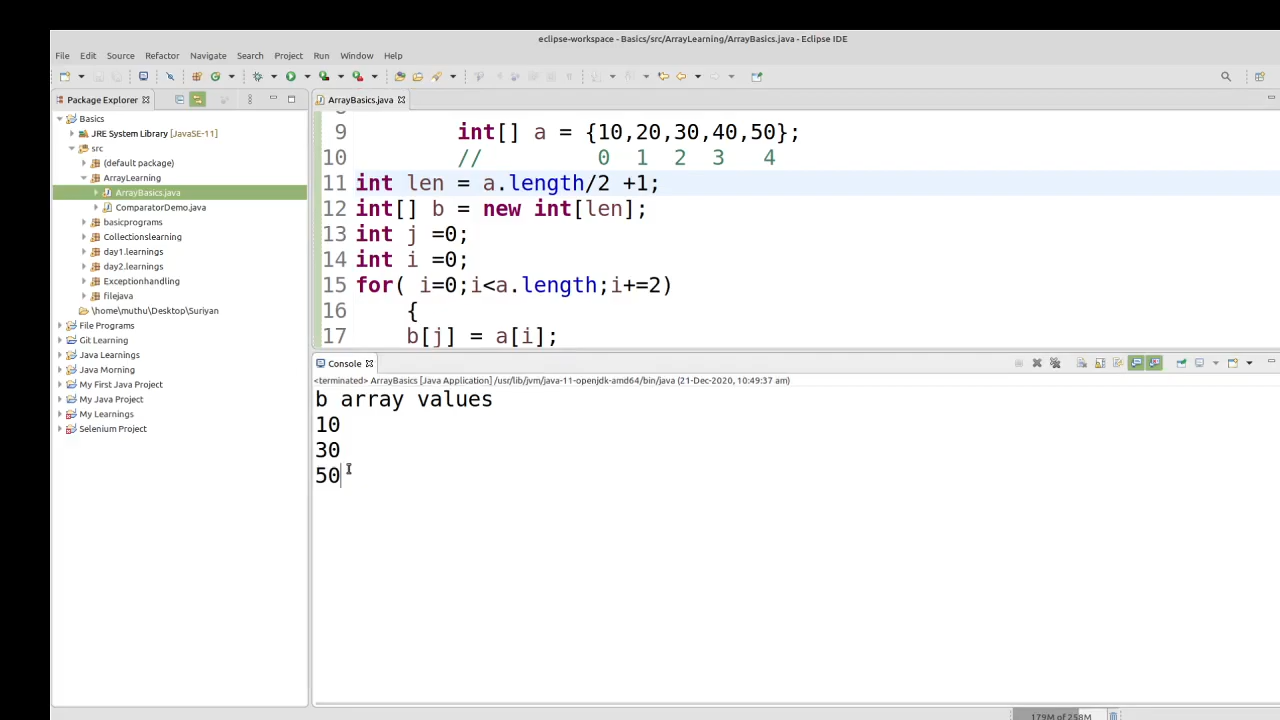 eclipse-workspace - Basics/src/ArrayLearning/ArrayBasics.java - Eclipse IDE
File Edit Source Refactor Navigate Search Project Run Window Help
Package Explorer
Basics
JRE System Library [JavaSE-11]
src
(default package)
ArrayLearning
ArrayBasics.java
ComparatorDemo.java
basicprograms
Collectionslearning
day1.learnings
day2.learnings
Exceptionhandling
filejava
\home\muthu\Desktop\Suriyan
File Programs
Git Learning
Java Learnings
Java Morning
My First Java Project
My Java Project
My Learnings
Selenium Project
ArrayBasics.java
9 int[] a = {10,20,30,40,50};
10 // 0 1 2 3 4
11 int len = a.length/2 +1;
12 int[] b = new int[len];
13 int j =0;
14 int i =0;
15 for( i=0;i<a.length;i+=2)
16 {
17 b[j] = a[i];
Console
<terminated> ArrayBasics [Java Application] /usr/lib/jvm/java-11-openjdk-amd64/bin/java (21-Dec-2020, 10:49:37 am)
b array values
10
30
50
179M of 258M